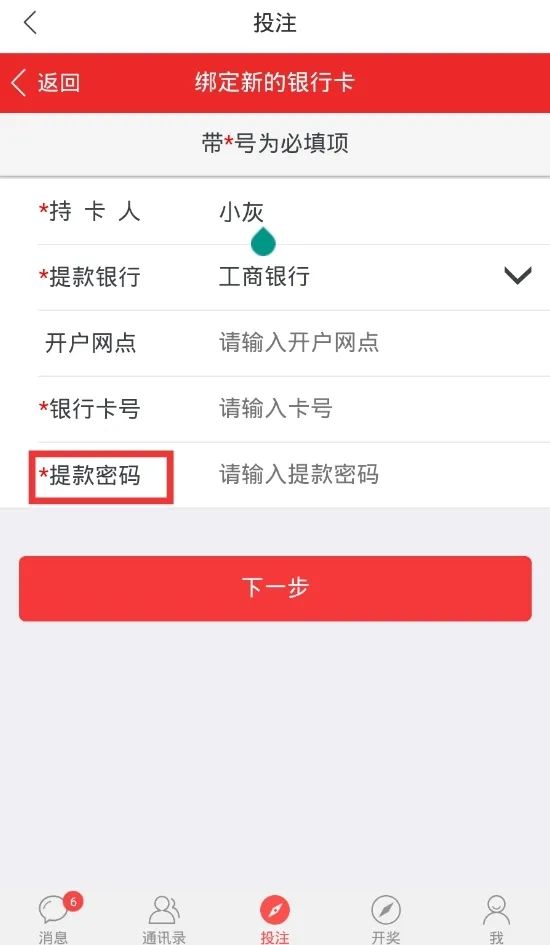 投注
返回 绑定新的银行卡
带*号为必填项
*持 卡 人 小灰
*提款银行 工商银行
开户网点 请输入开户网点
*银行卡号 请输入卡号
*提款密码 请输入提款密码
下一步
6
消息 通讯录 投注 开奖 我